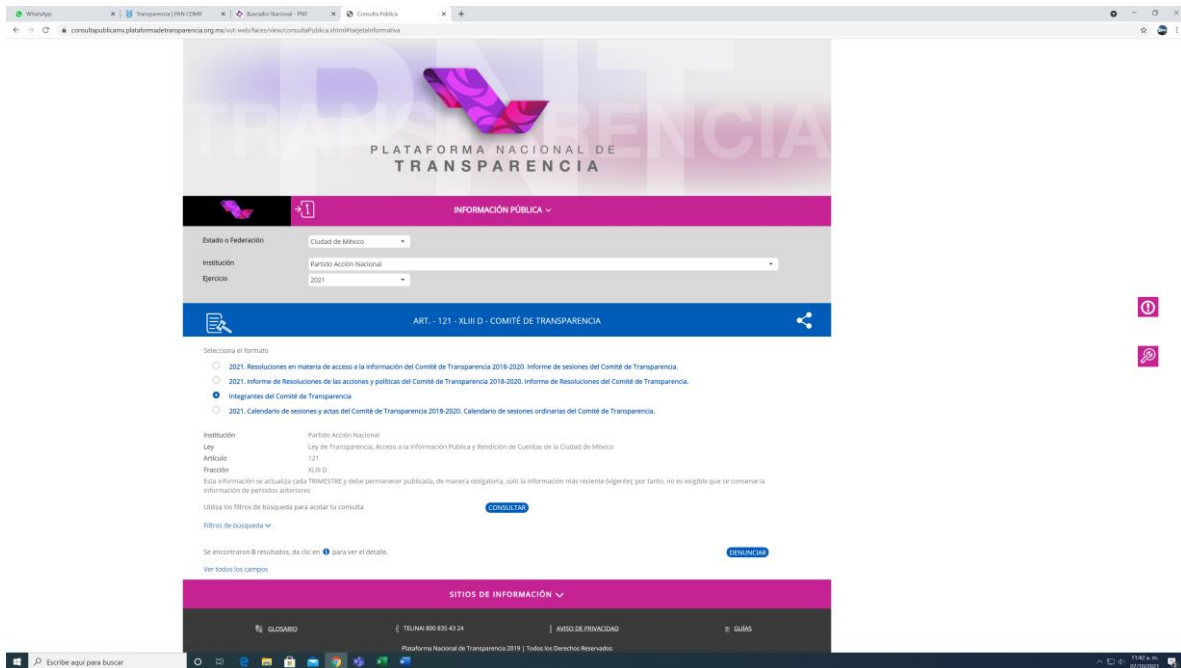 WhatsApp
Transparencia | PAN CDMX
Buscador Nacional - PNT
Consulta Pública
consultapublicamx.plataformadetransparencia.org.mx/vut-web/faces/view/consultaPublica.xhtml#tarjetaInformativa
PNT
TRANSPARENCIA
PLATAFORMA NACIONAL DE
TRANSPARENCIA
INFORMACIÓN PÚBLICA
Estado o Federación Ciudad de México
Institución Partido Acción Nacional
Ejercicio 2021
ART. - 121 - XLIII D - COMITÉ DE TRANSPARENCIA
Selecciona el formato
2021. Resoluciones en materia de acceso a la información del Comité de Transparencia 2018-2020. Informe de sesiones del Comité de Transparencia.
2021. Informe de Resoluciones de las acciones y políticas del Comité de Transparencia 2018-2020. Informe de Resoluciones del Comité de Transparencia.
Integrantes del Comité de Transparencia
2021. Calendario de sesiones y actas del Comité de Transparencia 2018-2020. Calendario de sesiones ordinarias del Comité de Transparencia.
Institución Partido Acción Nacional
Ley Ley de Transparencia, Acceso a la Información Pública y Rendición de Cuentas de la Ciudad de México
Artículo 121
Fracción XLIII D
Esta información se actualiza cada TRIMESTRE y debe permanecer publicada, de manera obligatoria, solo la información más reciente (vigente); por tanto, no es exigible que se conserve la
información de periodos anteriores
Utiliza los filtros de búsqueda para acotar tu consulta CONSULTAR
Filtros de búsqueda
Se encontraron 0 resultados, da clic en i para ver el detalle. DENUNCIAR
Ver todos los campos
SITIOS DE INFORMACIÓN
GLOSARIO TELINAI 800 835 43 24 AVISO DE PRIVACIDAD GUÍAS
Plataforma Nacional de Transparencia 2019 | Todos los Derechos Reservados
Escribe aquí para buscar
11:42 a. m.
07/10/2021